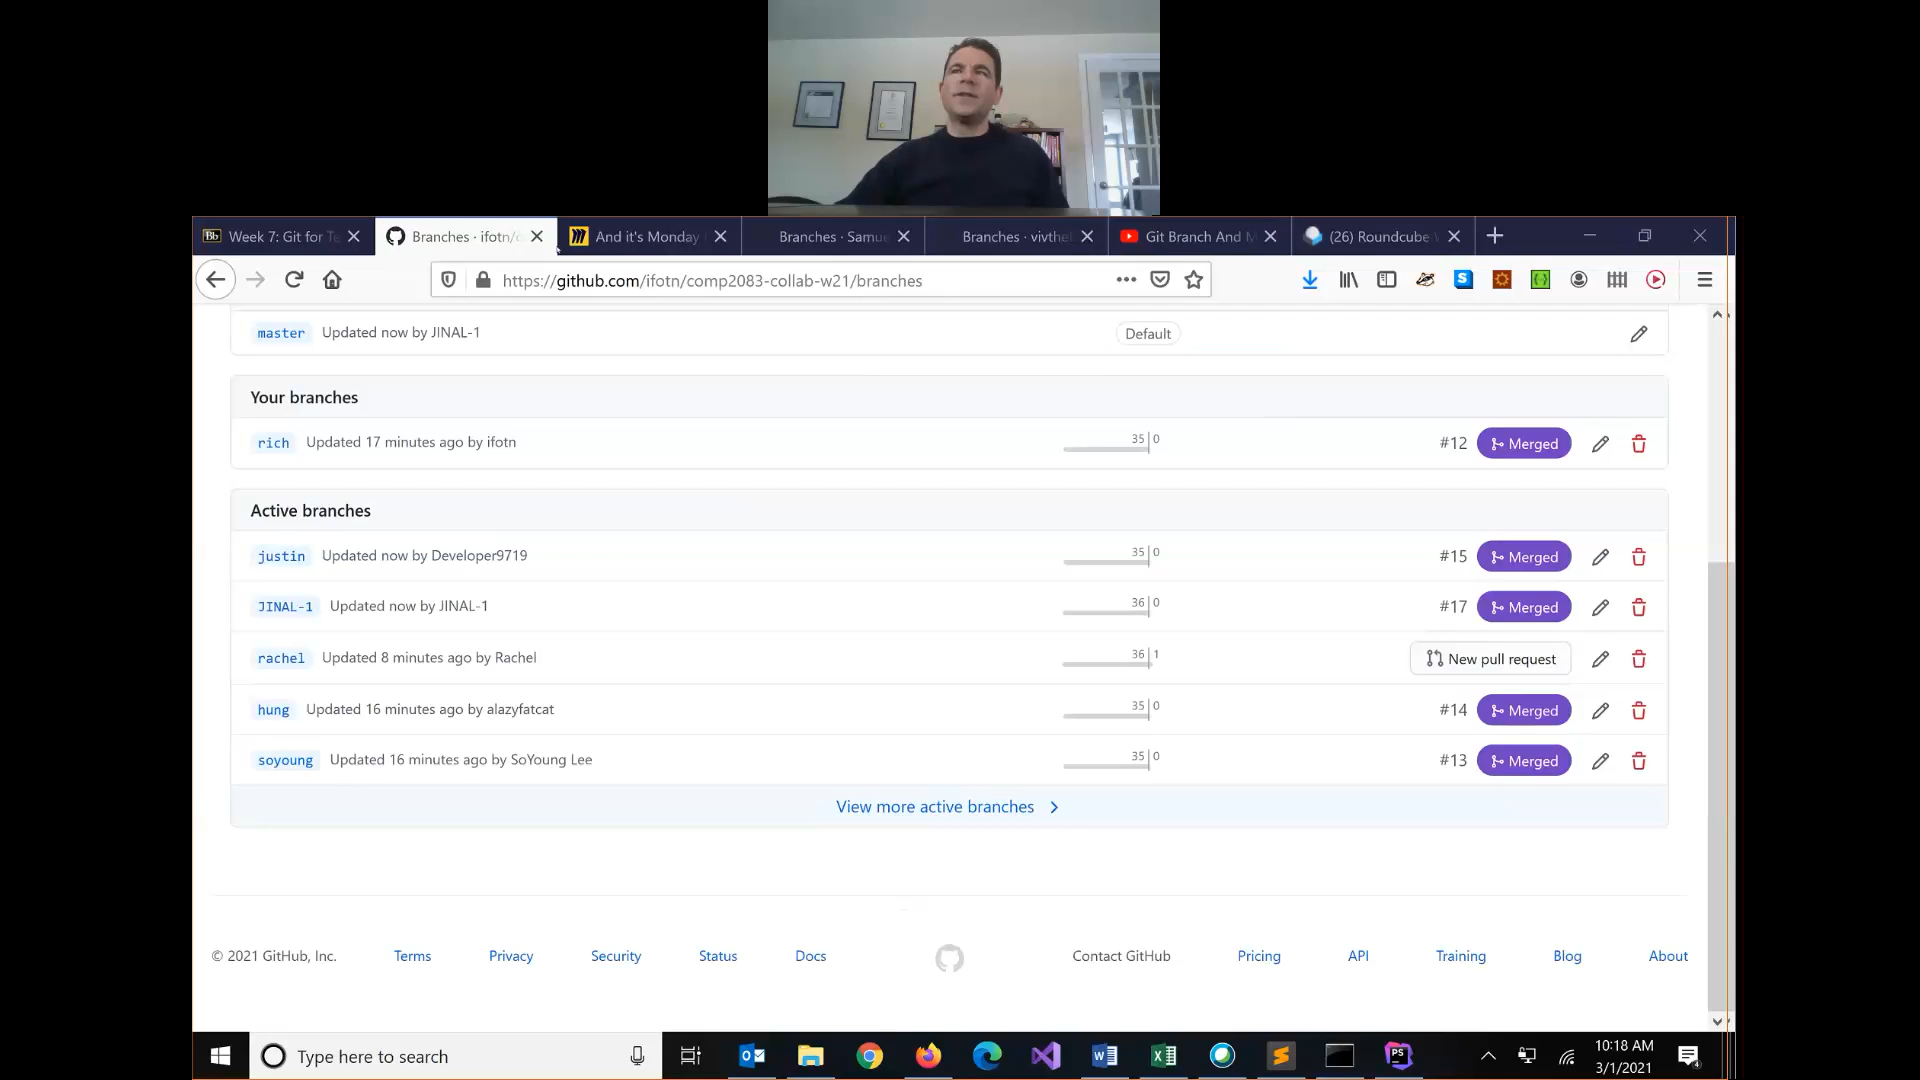 Bb Week 7: Git for Te
Branches · ifotn/c
And it's Monday
Branches · Samue
Branches · vivthe
Git Branch And M
(26) Roundcube
https://github.com/ifotn/comp2083-collab-w21/branches
master Updated now by JINAL-1 Default
Your branches
rich Updated 17 minutes ago by ifotn 35 0 #12 Merged
Active branches
justin Updated now by Developer9719 35 0 #15 Merged
JINAL-1 Updated now by JINAL-1 36 0 #17 Merged
rachel Updated 8 minutes ago by Rachel 36 1 New pull request
hung Updated 16 minutes ago by alazyfatcat 35 0 #14 Merged
soyoung Updated 16 minutes ago by SoYoung Lee 35 0 #13 Merged
View more active branches
© 2021 GitHub, Inc. Terms Privacy Security Status Docs Contact GitHub Pricing API Training Blog About
Type here to search
10:18 AM
3/1/2021